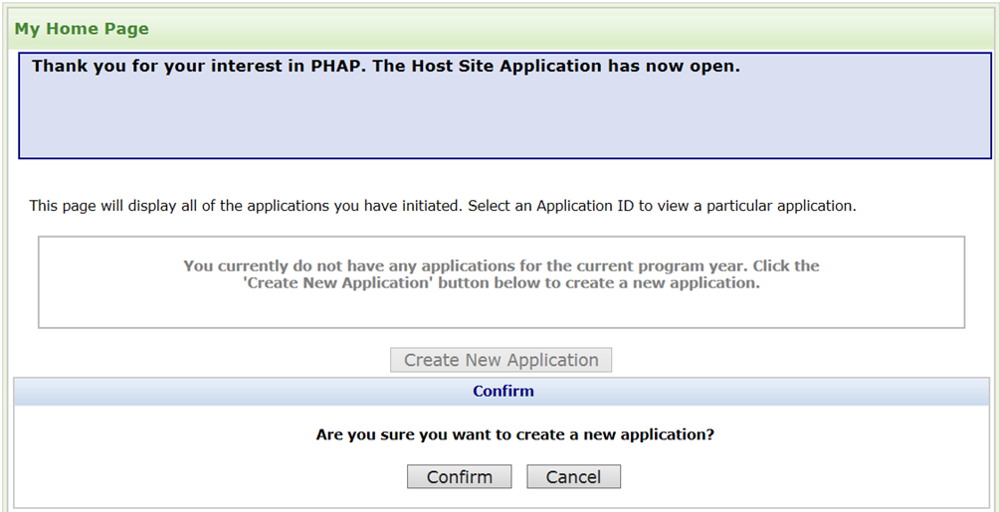 My Home Page
Thank you for your interest in PHAP. The Host Site Application has now open.
This page will display all of the applications you have initiated. Select an Application ID to view a particular application.
You currently do not have any applications for the current program year. Click the
'Create New Application' button below to create a new application.
Create New Application
Confirm
Are you sure you want to create a new application?
Confirm Cancel